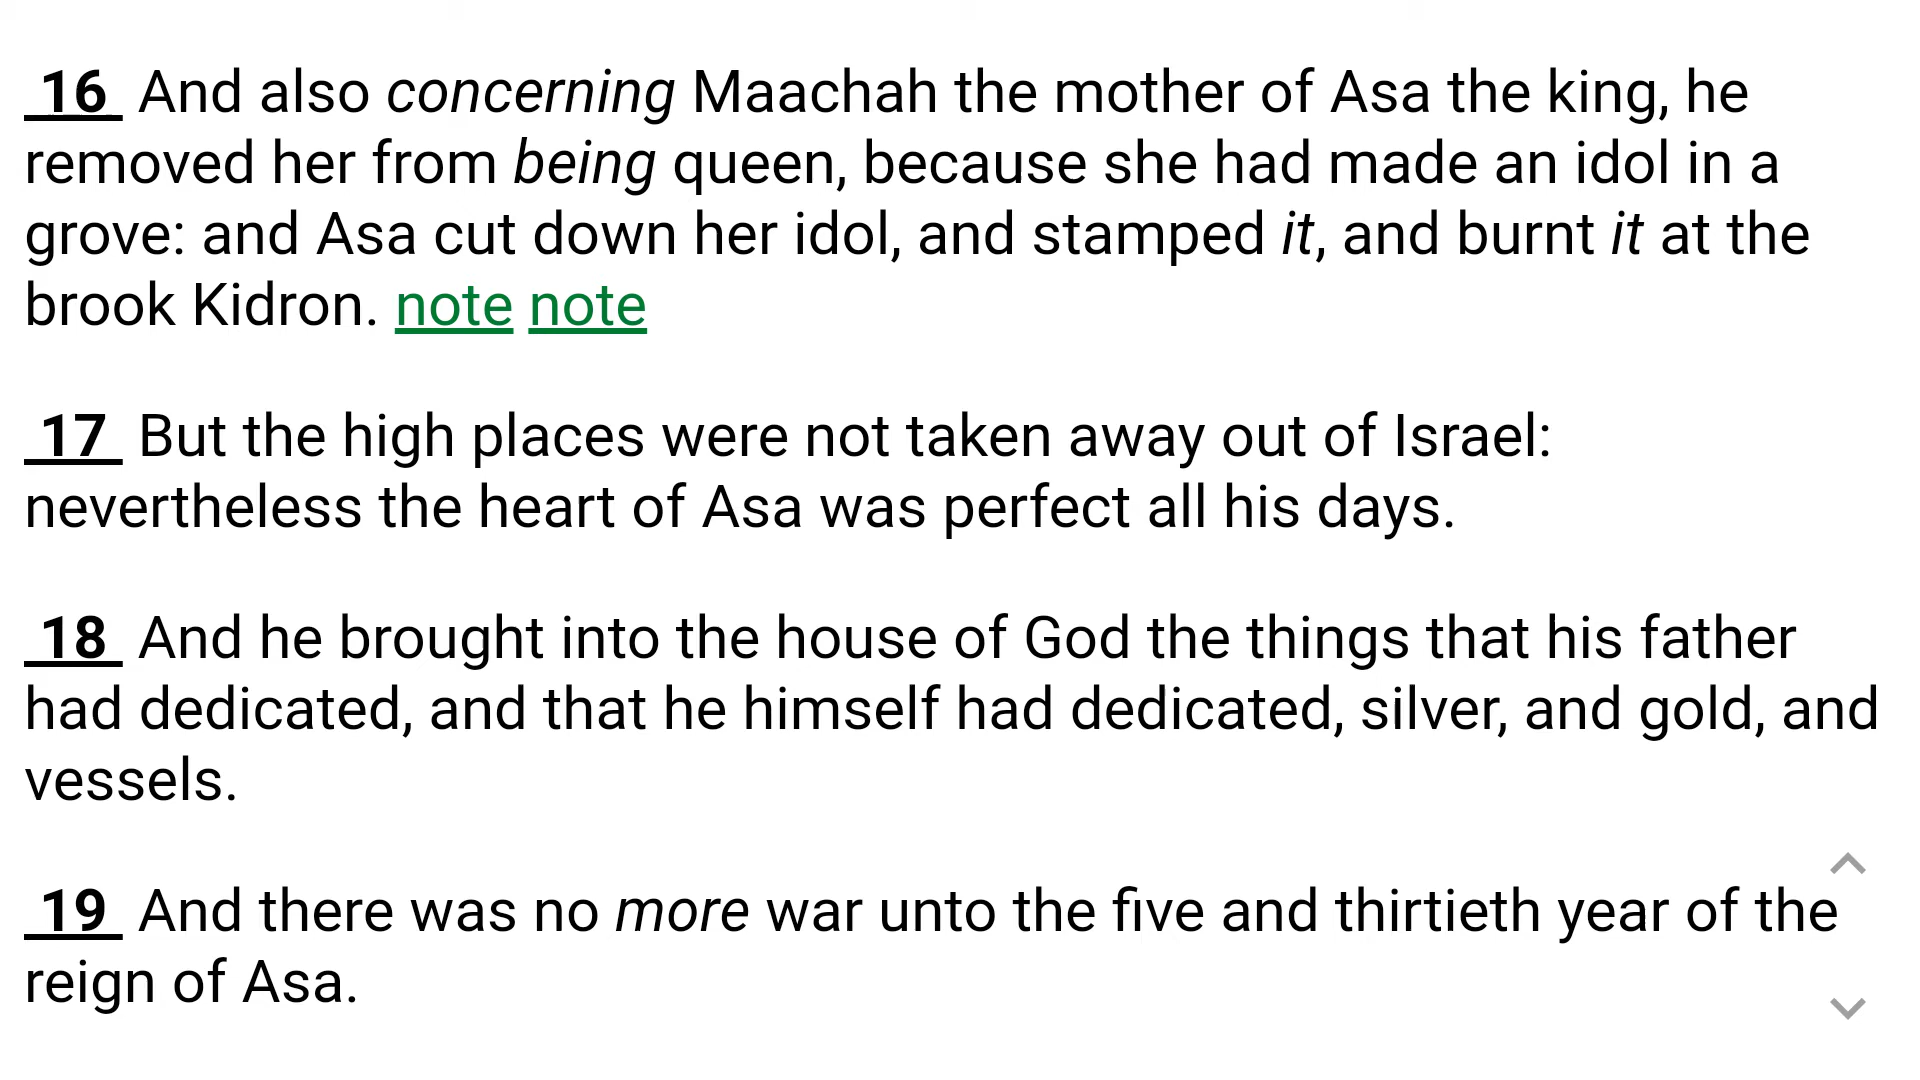 16 And also concerning Maachah the mother of Asa the king, he
removed her from being queen, because she had made an idol in a
grove: and Asa cut down her idol, and stamped it, and burnt it at the
brook Kidron. note note
17 But the high places were not taken away out of Israel:
nevertheless the heart of Asa was perfect all his days.
18 And he brought into the house of God the things that his father
had dedicated, and that he himself had dedicated, silver, and gold, and
vessels.
19 And there was no more war unto the five and thirtieth year of the
reign of Asa.